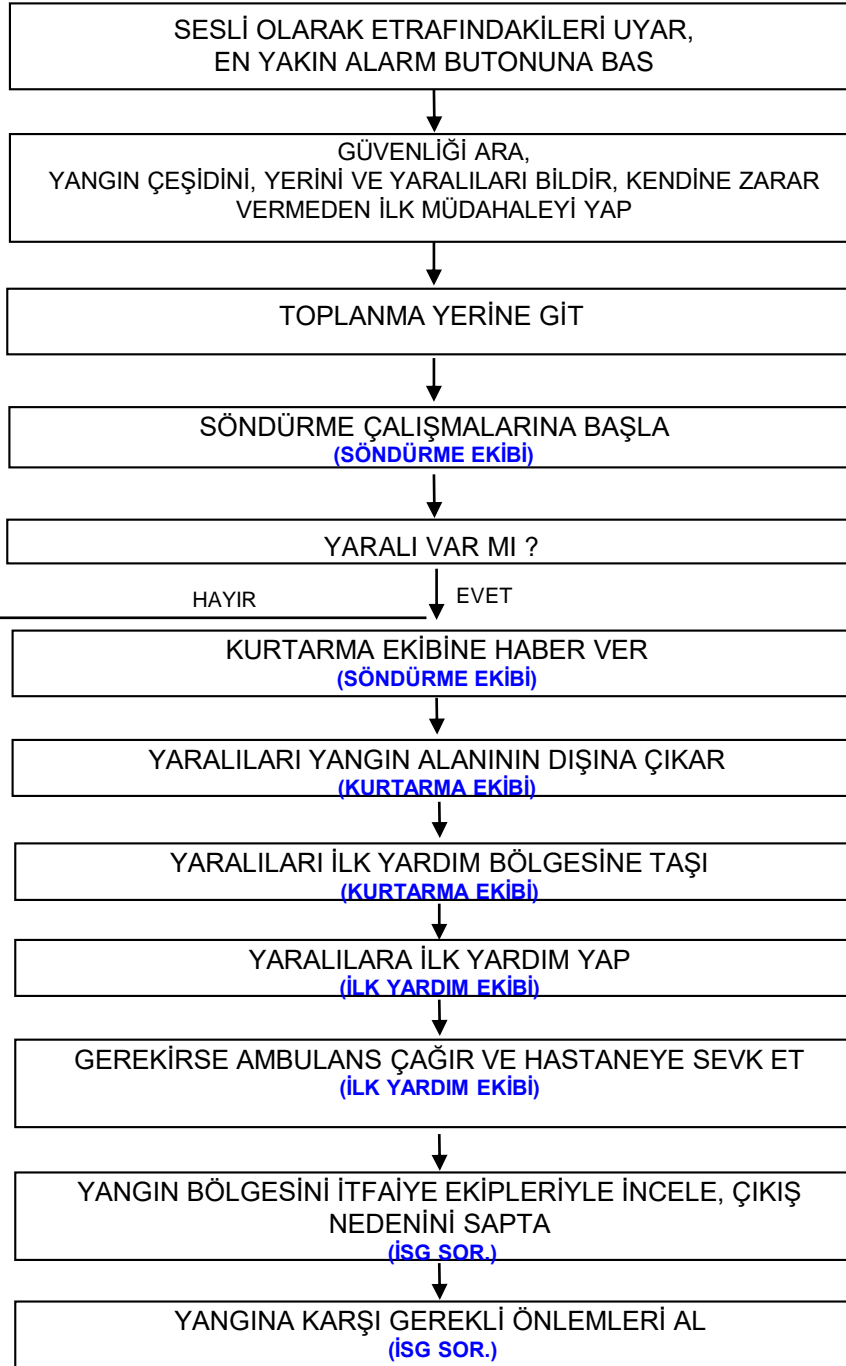 SESLİ OLARAK ETRAFINDAKİLERİ UYAR,
EN YAKIN ALARM BUTONUNA BAS
GÜVENLİĞİ ARA,
YANGIN ÇEŞİDİNİ, YERİNİ VE YARALILARI BİLDİR, KENDİNE ZARAR
VERMEDEN İLK MÜDAHALEYİ YAP
TOPLANMA YERİNE GİT
SÖNDÜRME ÇALIŞMALARINA BAŞLA
(SÖNDÜRME EKİBİ)
YARALI VAR MI ?
HAYIR
EVET
KURTARMA EKİBİNE HABER VER
(SÖNDÜRME EKİBİ)
YARALILARI YANGIN ALANININ DIŞINA ÇIKAR
(KURTARMA EKİBİ)
YARALILARI İLK YARDIM BÖLGESİNE TAŞI
(KURTARMA EKİBİ)
YARALILARA İLK YARDIM YAP
(İLK YARDIM EKİBİ)
GEREKİRSE AMBULANS ÇAĞIR VE HASTANEYE SEVK ET
(İLK YARDIM EKİBİ)
YANGIN BÖLGESİNİ İTFAİYE EKİPLERİYLE İNCELE, ÇIKIŞ
NEDENİNİ SAPTA
(İSG SOR.)
YANGINA KARŞI GEREKLİ ÖNLEMLERİ AL
(İSG SOR.)